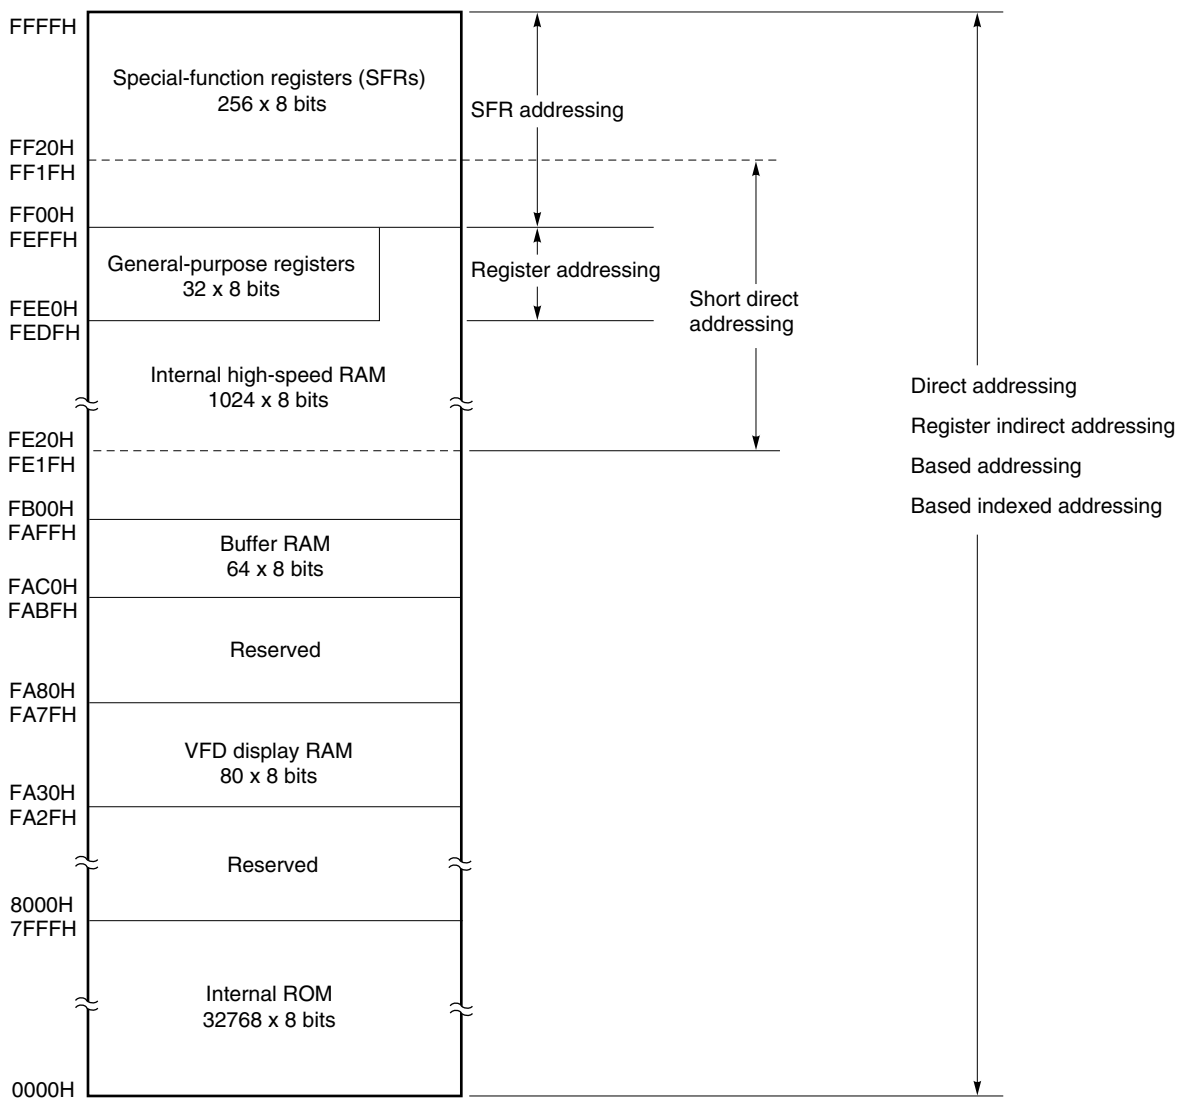 FFFFH
Special-function registers (SFRs)
256 x 8 bits
SFR addressing
FF20H
FF1FH
FF00H
FEFFH
General-purpose registers
32 x 8 bits
Register addressing
Short direct
addressing
FEE0H
FEDFH
Internal high-speed RAM
1024 x 8 bits
Direct addressing
Register indirect addressing
Based addressing
Based indexed addressing
FE20H
FE1FH
FB00H
FAFFH
Buffer RAM
64 x 8 bits
FAC0H
FABFH
Reserved
FA80H
FA7FH
VFD display RAM
80 x 8 bits
FA30H
FA2FH
Reserved
8000H
7FFFH
Internal ROM
32768 x 8 bits
0000H